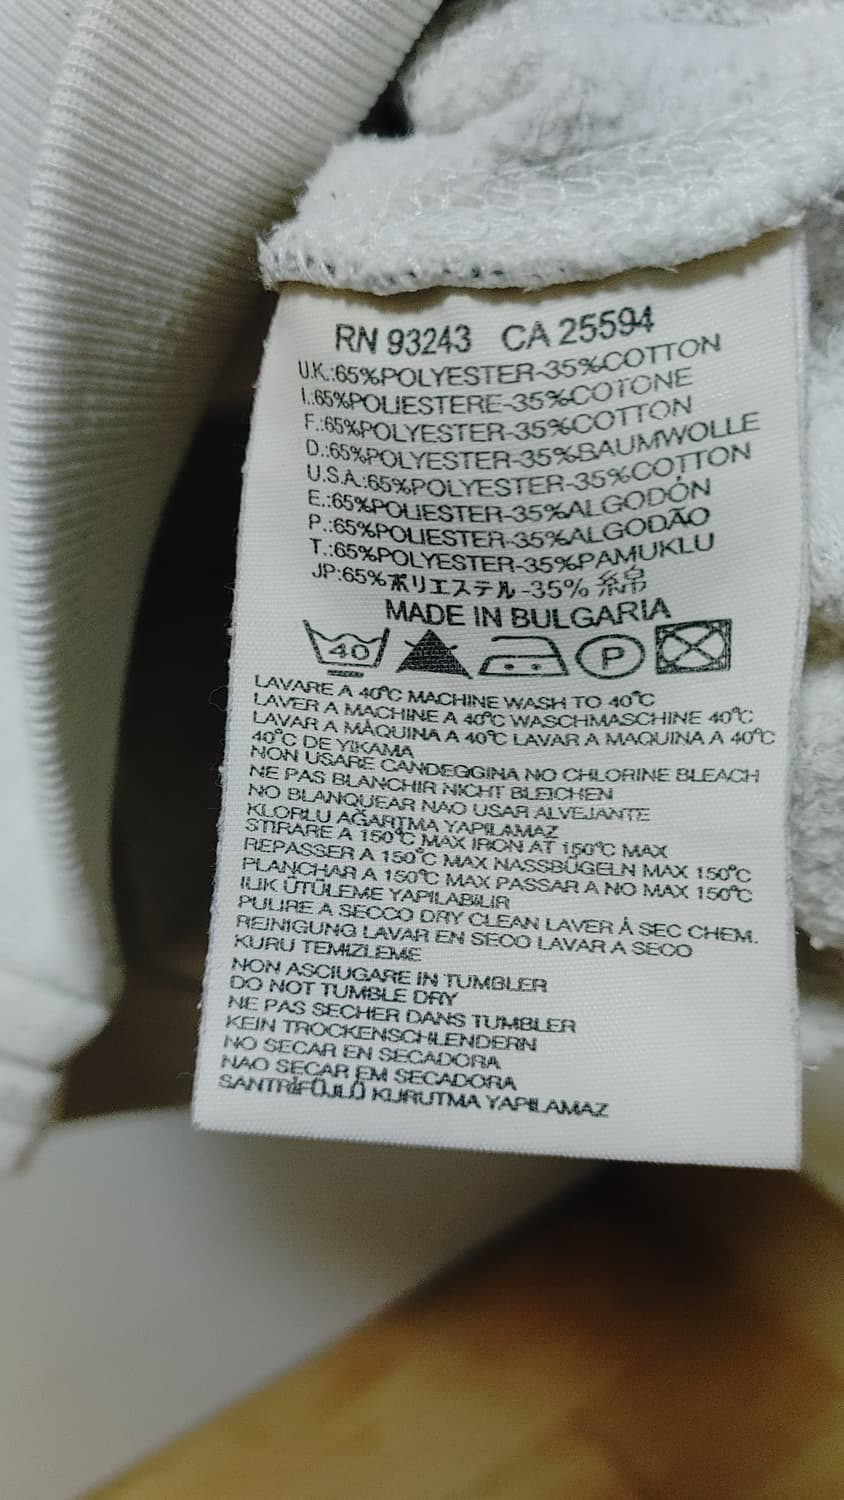 RN 93243 CA 25594
U.K.:65%POLYESTER-35%COTTON
I.:65%POLIESTERE-35%COTONE
F.:65%POLYESTER-35%COTTON
D.:65%POLYESTER-35%BAUMWOLLE
U.S.A.:65%POLYESTER-35%COTTON
E.:65%POLIESTER-35%ALGODÓN
P.:65%POLIESTER-35%ALGODÃO
T.:65%POLYESTER-35%PAMUKLU
JP:65%ポリエステル-35% 綿
MADE IN BULGARIA
40 P
LAVARE A 40°C MACHINE WASH TO 40°C
LAVER A MACHINE A 40°C WASCHMASCHINE 40°C
LAVAR A MÀQUINA A 40°C LAVAR A MAQUINA A 40°C
40°C DE YIKAMA
NON USARE CANDEGGINA NO CHLORINE BLEACH
NE PAS BLANCHIR NICHT BLEICHEN
NO BLANQUEAR NAO USAR ALVEJANTE
KLORLU AĞARTMA YAPILAMAZ
STIRARE A 150°C MAX IRON AT 150°C MAX
REPASSER A 150°C MAX NASSBÜGELN MAX 150°C
PLANCHAR A 150°C MAX PASSAR A NO MAX 150°C
ILIK ÜTÜLEME YAPILABILIR
PULIRE A SECCO DRY CLEAN LAVER À SEC CHEM.
REINIGUNG LAVAR EN SECO LAVAR A SECO
KURU TEMIZLEME
NON ASCIUGARE IN TUMBLER
DO NOT TUMBLE DRY
NE PAS SECHER DANS TUMBLER
KEIN TROCKENSCHLENDERN
NO SECAR EN SECADORA
NAO SECAR EM SECADORA
SANTRİFÜJLÜ KURUTMA YAPILAMAZ